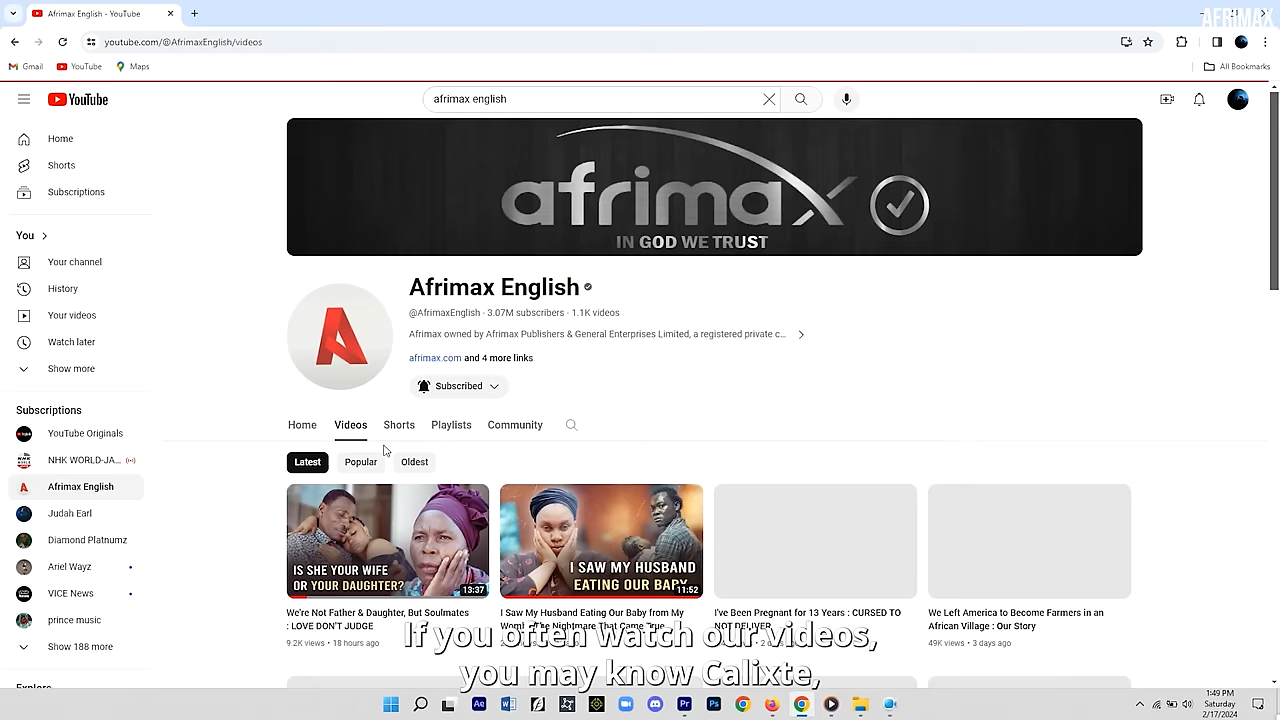 Afrimax English - YouTube
AFRIMAX
youtube.com/@AfrimaxEnglish/videos
Gmail
YouTube
Maps
All Bookmarks
YouTube
afrimax english
Home
Shorts
Subscriptions
You
Your channel
History
Your videos
Watch later
Show more
Subscriptions
YouTube Originals
NHK WORLD-JA...
Afrimax English
Judah Earl
Diamond Platnumz
Ariel Wayz
VICE News
prince music
Show 188 more
afrimax
IN GOD WE TRUST
Afrimax English
@AfrimaxEnglish · 3.07M subscribers · 1.1K videos
Afrimax owned by Afrimax Publishers & General Enterprises Limited, a registered private c...
afrimax.com and 4 more links
Subscribed
Home Videos Shorts Playlists Community
Latest Popular Oldest
IS SHE YOUR WIFE
OR YOUR DAUGHTER?
13:37
I SAW MY HUSBAND
EATING OUR BABY
11:52
We're Not Father & Daughter, But Soulmates
: LOVE DON'T JUDGE
9.2K views • 18 hours ago
I Saw My Husband Eating Our Baby from My
I've Been Pregnant for 13 Years : CURSED TO
NOT DELIVER
We Left America to Become Farmers in an
African Village : Our Story
49K views • 3 days ago
If you often watch our videos,
you may know Calixte,
1:49 PM
Saturday
2/17/2024